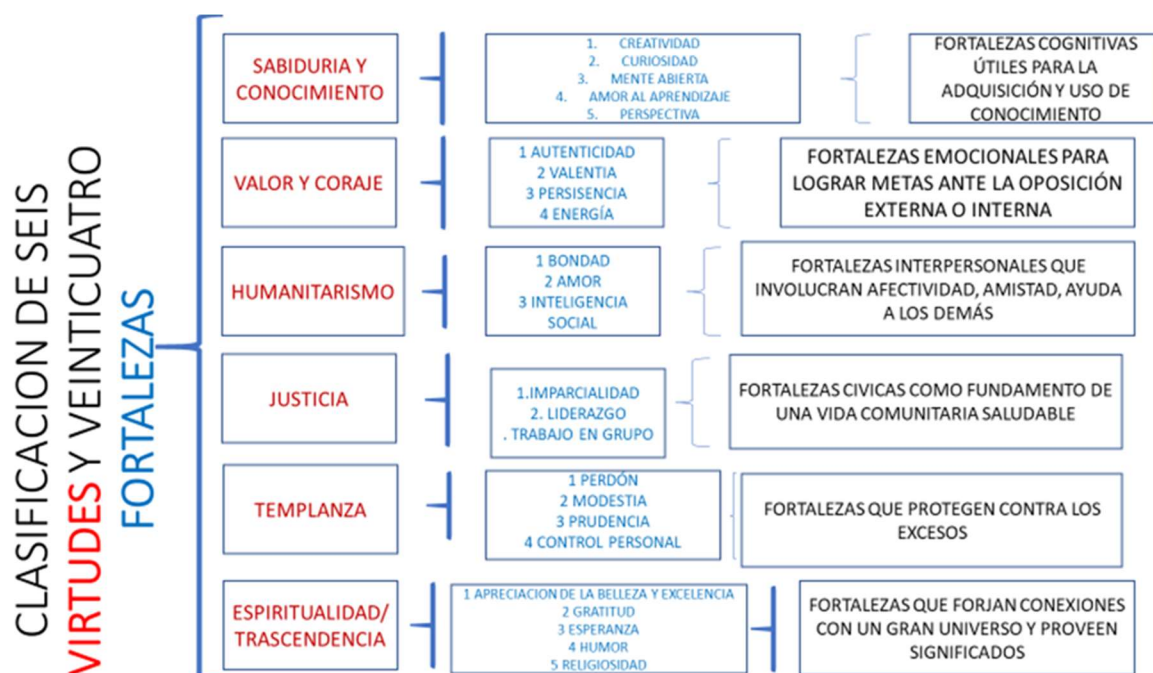 CLASIFICACION DE SEIS
VIRTUDES Y VEINTICUATRO
FORTALEZAS
SABIDURIA Y
CONOCIMIENTO
1. CREATIVIDAD
2. CURIOSIDAD
3. MENTE ABIERTA
4. AMOR AL APRENDIZAJE
5. PERSPECTIVA
FORTALEZAS COGNITIVAS
ÚTILES PARA LA
ADQUISICIÓN Y USO DE
CONOCIMIENTO
VALOR Y CORAJE
1 AUTENTICIDAD
2 VALENTIA
3 PERSISENCIA
4 ENERGÍA
FORTALEZAS EMOCIONALES PARA
LOGRAR METAS ANTE LA OPOSICIÓN
EXTERNA O INTERNA
HUMANITARISMO
1 BONDAD
2 AMOR
3 INTELIGENCIA
SOCIAL
FORTALEZAS INTERPERSONALES QUE
INVOLUCRAN AFECTIVIDAD, AMISTAD, AYUDA
A LOS DEMÁS
JUSTICIA
1.IMPARCIALIDAD
2. LIDERAZGO
. TRABAJO EN GRUPO
FORTALEZAS CIVICAS COMO FUNDAMENTO DE
UNA VIDA COMUNITARIA SALUDABLE
TEMPLANZA
1 PERDÓN
2 MODESTIA
3 PRUDENCIA
4 CONTROL PERSONAL
FORTALEZAS QUE PROTEGEN CONTRA LOS
EXCESOS
ESPIRITUALIDAD/
TRASCENDENCIA
1 APRECIACION DE LA BELLEZA Y EXCELENCIA
2 GRATITUD
3 ESPERANZA
4 HUMOR
5 RELIGIOSIDAD
FORTALEZAS QUE FORJAN CONEXIONES
CON UN GRAN UNIVERSO Y PROVEEN
SIGNIFICADOS